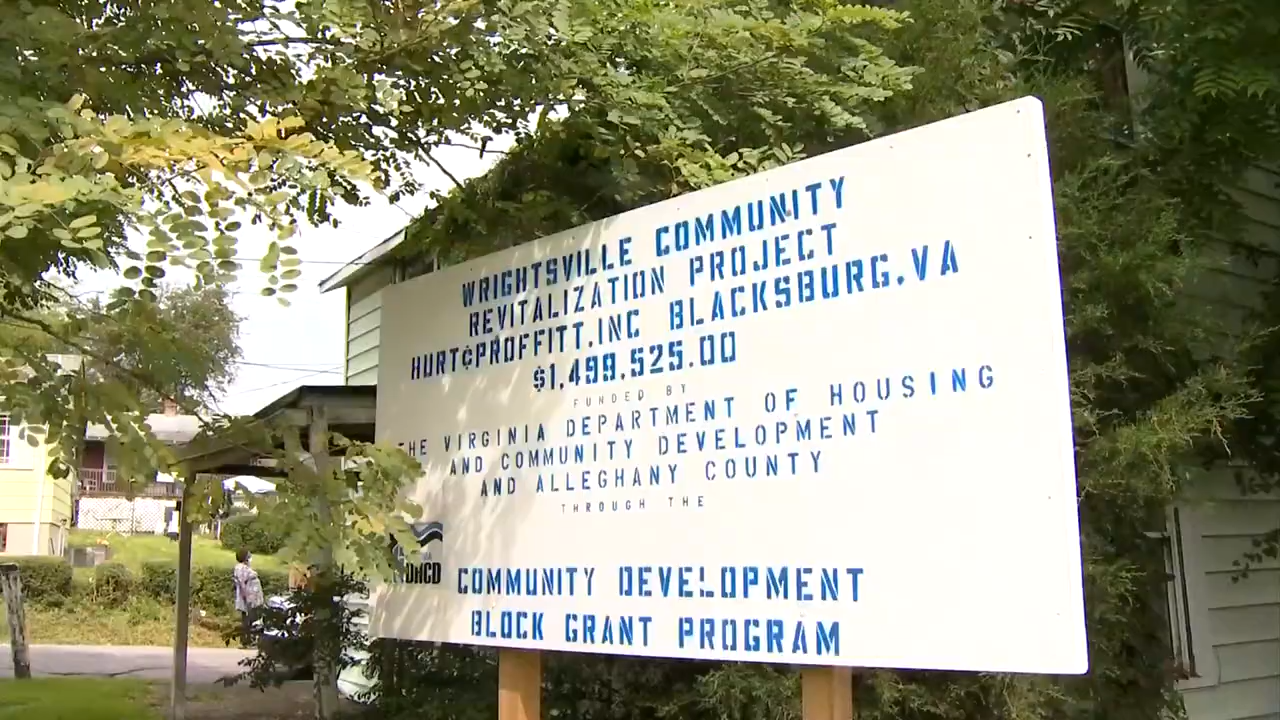 WRIGHTSVILLE COMMUNITY
REVITALIZATION PROJECT
HURT¢PROFFITT.INC BLACKSBURG.VA
$1,499,525.00
FUNDED BY
THE VIRGINIA DEPARTMENT OF HOUSING
AND COMMUNITY DEVELOPMENT
AND ALLEGHANY COUNTY
THROUGH THE
DHCD
COMMUNITY DEVELOPMENT
BLOCK GRANT PROGRAM